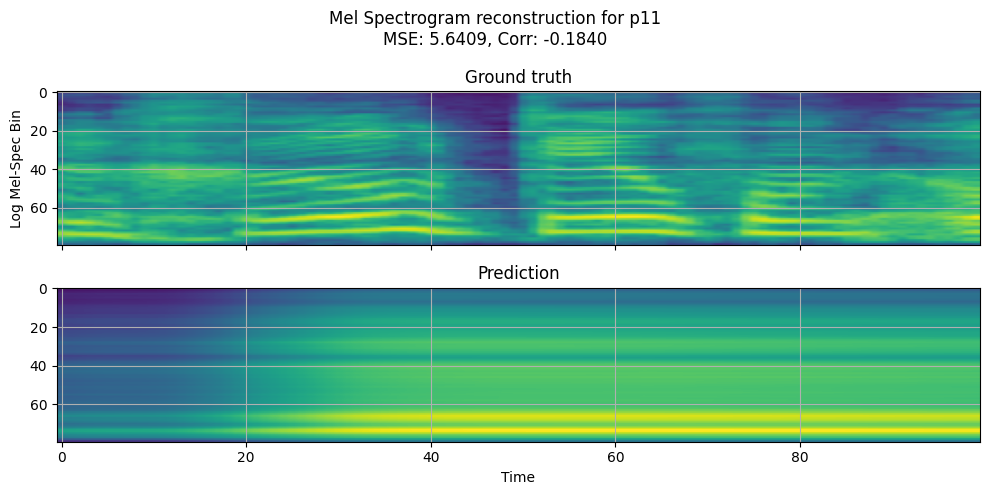 Mel Spectrogram reconstruction for p11
MSE: 5.6409, Corr: -0.1840
Ground truth
0
20
40
60
Log Mel-Spec Bin
Prediction
0
20
40
60
0 20 40 60 80
Time